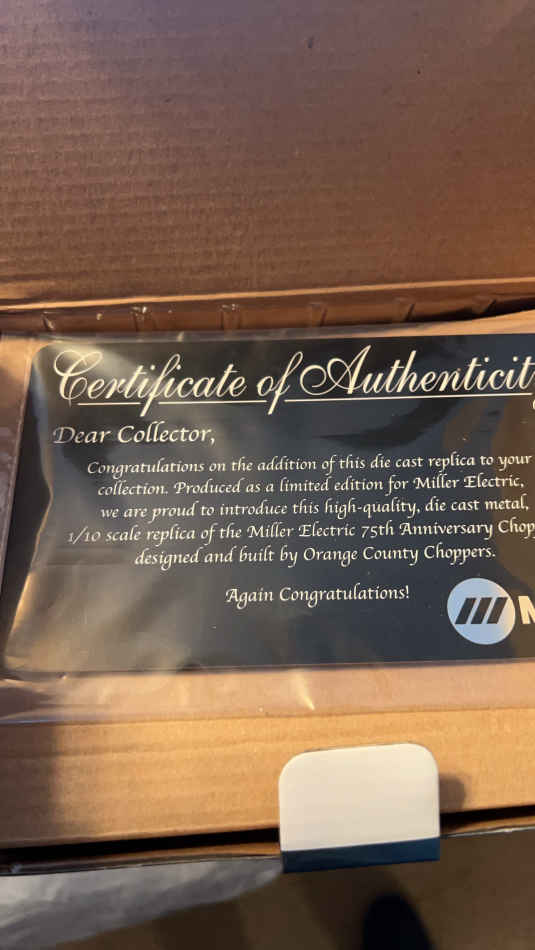 Certificate of Authenticit
Dear Collector,
Congratulations on the addition of this die cast replica to your
collection. Produced as a limited edition for Miller Electric,
we are proud to introduce this high-quality, die cast metal,
1/10 scale replica of the Miller Electric 75th Anniversary Chop
designed and built by Orange County Choppers.
Again Congratulations!
M